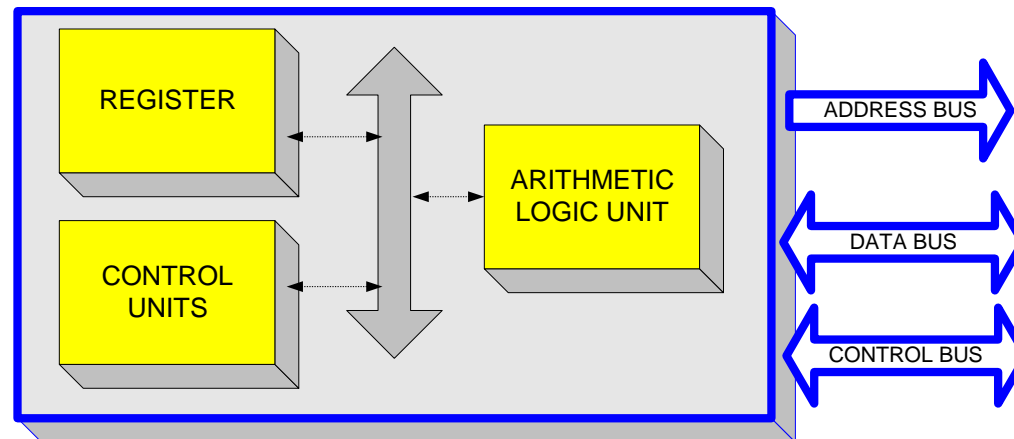 REGISTER
ARITHMETIC
LOGIC UNIT
CONTROL
UNITS
ADDRESS BUS
DATA BUS
CONTROL BUS